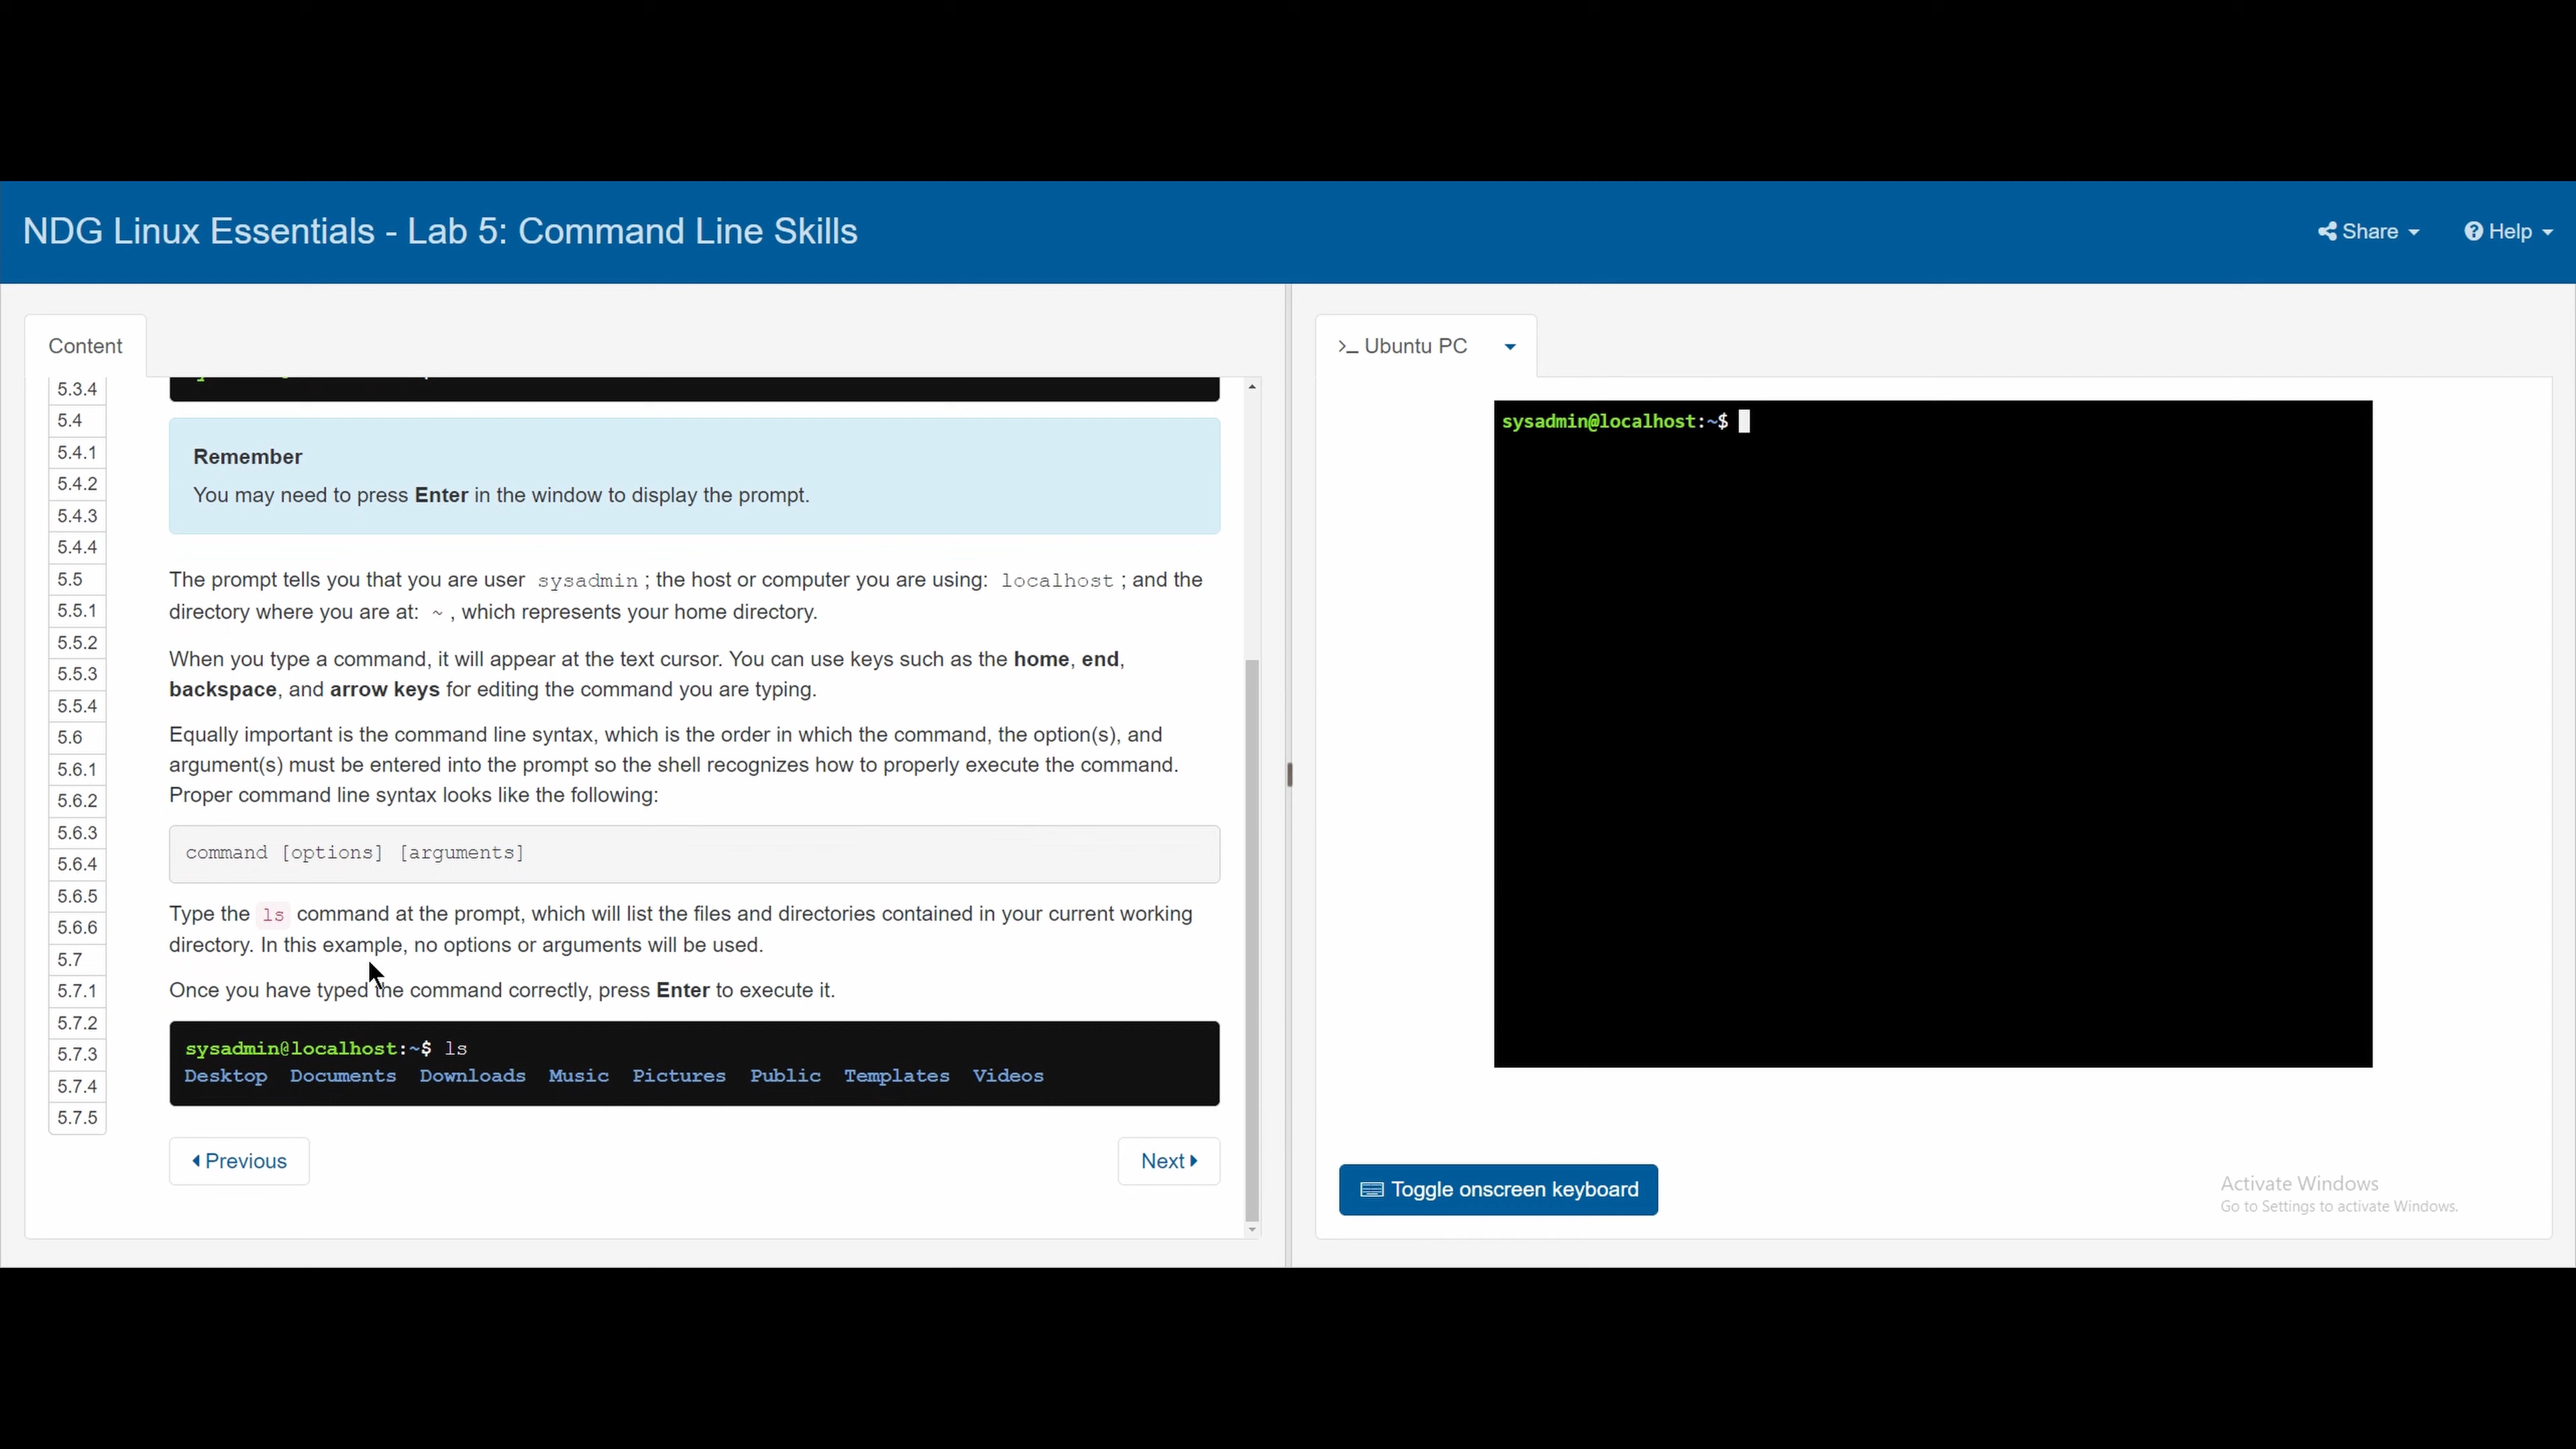 NDG Linux Essentials - Lab 5: Command Line Skills
Share
Help
Content
5.3.4
5.4
5.4.1
5.4.2
5.4.3
5.4.4
5.5
5.5.1
5.5.2
5.5.3
5.5.4
5.6
5.6.1
5.6.2
5.6.3
5.6.4
5.6.5
5.6.6
5.7
5.7.1
5.7.2
5.7.3
5.7.4
5.7.5
Remember
You may need to press Enter in the window to display the prompt.
The prompt tells you that you are user sysadmin ; the host or computer you are using: localhost ; and the
directory where you are at: ~ , which represents your home directory.
When you type a command, it will appear at the text cursor. You can use keys such as the home, end,
backspace, and arrow keys for editing the command you are typing.
Equally important is the command line syntax, which is the order in which the command, the option(s), and
argument(s) must be entered into the prompt so the shell recognizes how to properly execute the command.
Proper command line syntax looks like the following:
command [options] [arguments]
Type the ls command at the prompt, which will list the files and directories contained in your current working
directory. In this example, no options or arguments will be used.
Once you have typed the command correctly, press Enter to execute it.
sysadmin@localhost:~$ ls
Desktop Documents Downloads Music Pictures Public Templates Videos
Previous
Next
>_ Ubuntu PC
sysadmin@localhost:~$
Toggle onscreen keyboard
Activate Windows
Go to Settings to activate Windows.